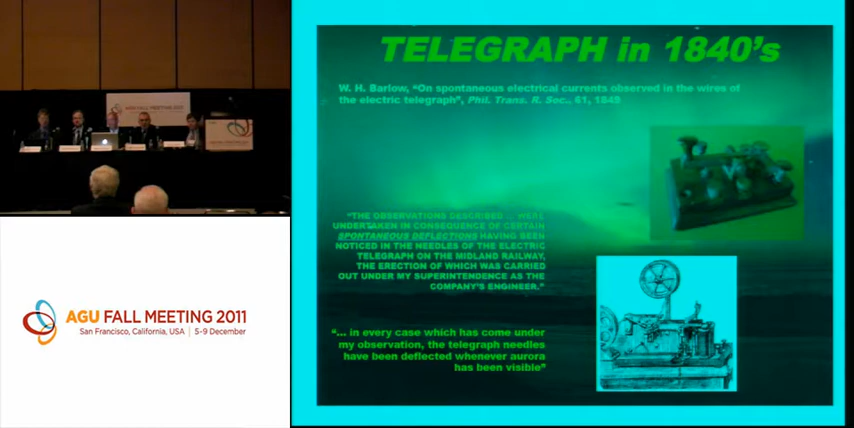 FALL MEETING 2011
AGU FALL MEETING 2011
San Francisco, California, USA | 5-9 December
TELEGRAPH in 1840's
W. H. Barlow, “On spontaneous electrical currents observed in the wires of
the electric telegraph”, Phil. Trans. R. Soc., 61, 1849
“THE OBSERVATIONS DESCRIBED ... WERE
UNDERTAKEN IN CONSEQUENCE OF CERTAIN
SPONTANEOUS DEFLECTIONS HAVING BEEN
NOTICED IN THE NEEDLES OF THE ELECTRIC
TELEGRAPH ON THE MIDLAND RAILWAY,
THE ERECTION OF WHICH WAS CARRIED
OUT UNDER MY SUPERINTENDENCE AS THE
COMPANY'S ENGINEER.”
“... in every case which has come under
my observation, the telegraph needles
have been deflected whenever aurora
has been visible”